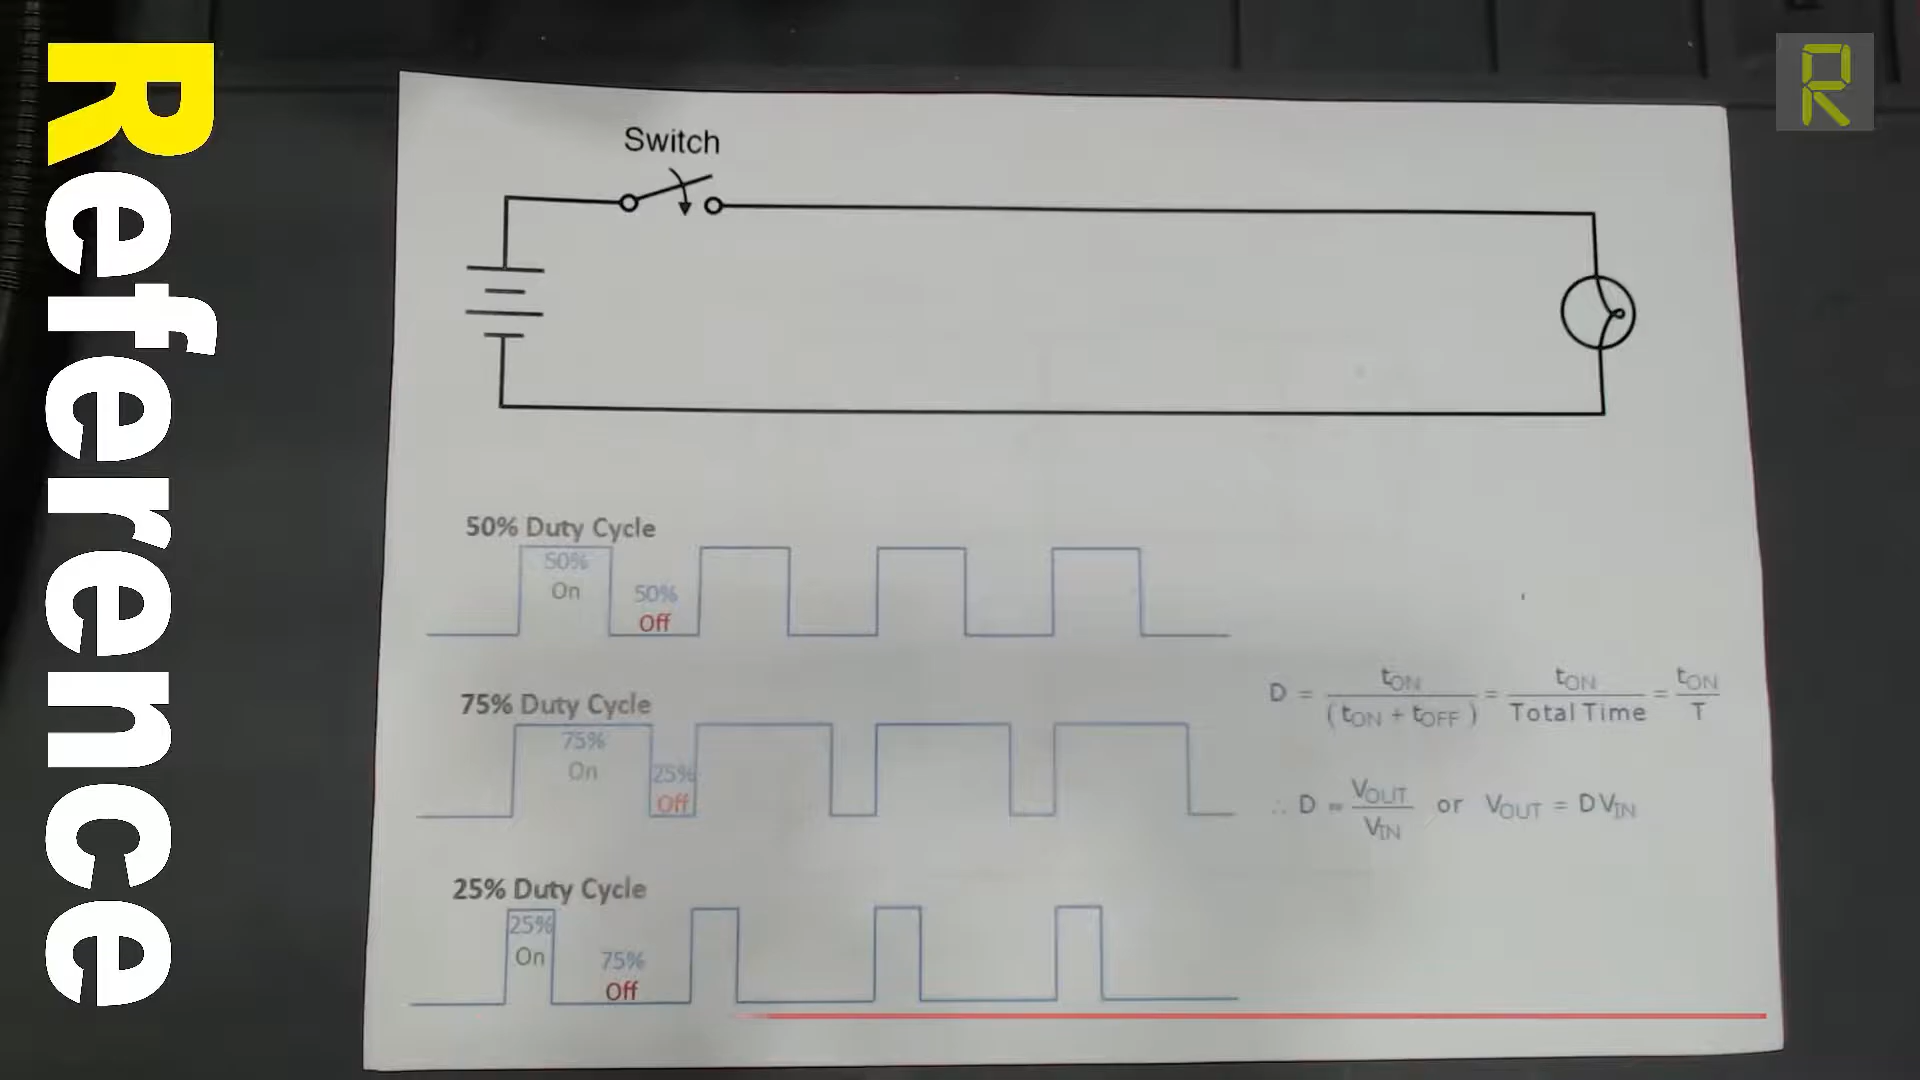 Reference
R
Switch
50% Duty Cycle
50%
On
50%
Off
75% Duty Cycle
75%
On
25%
Off
D = tON / ( tON + tOFF ) = tON / Total Time = tON / T
∴ D = VOUT / VIN or VOUT = D VIN
25% Duty Cycle
25%
On
75%
Off